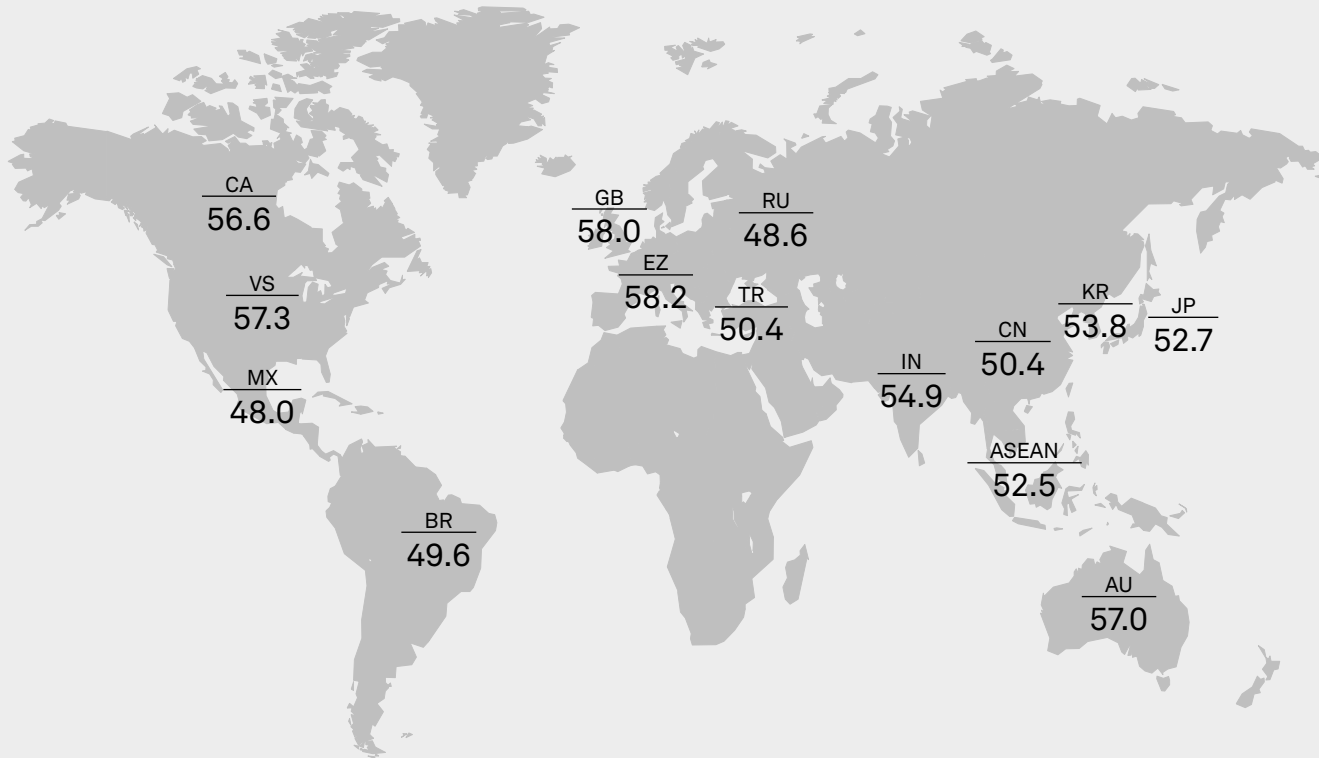 CA
56.6
GB
58.0
RU
48.6
EZ
58.2
VS
57.3
TR
50.4
KR
53.8
JP
52.7
CN
50.4
IN
54.9
MX
48.0
ASEAN
52.5
BR
49.6
AU
57.0